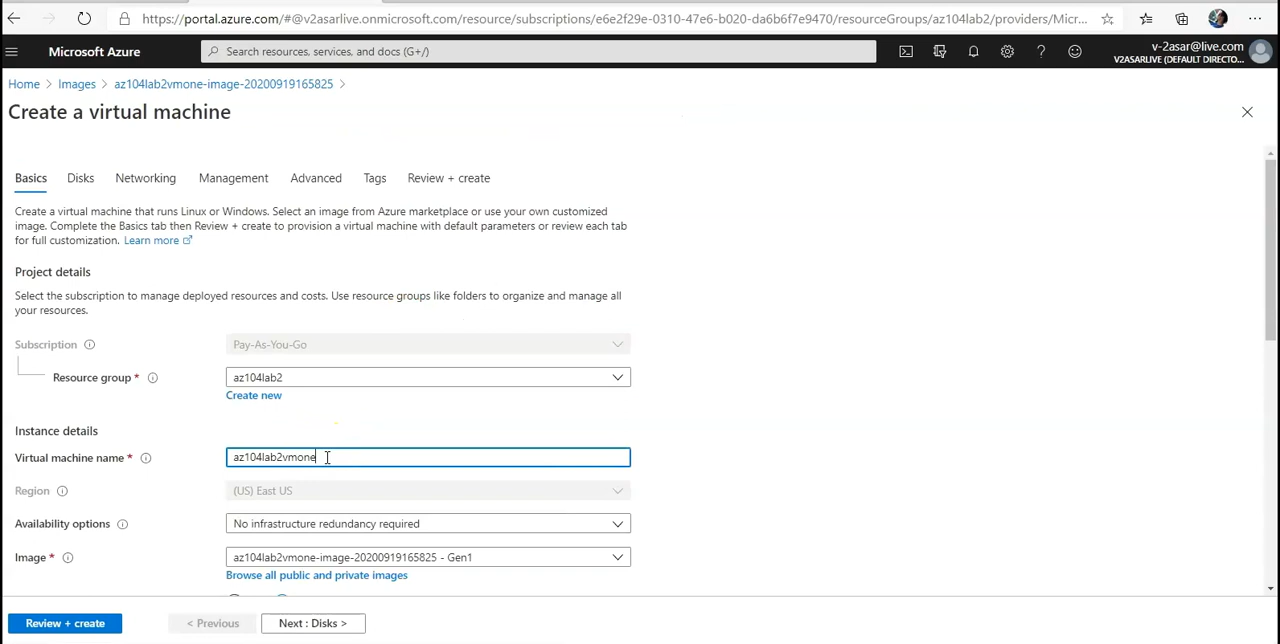 https://portal.azure.com/#@v2asarlive.onmicrosoft.com/resource/subscriptions/e6e2f29e-0310-47e6-b020-da6b6f7e9470/resourceGroups/az104lab2/providers/Micr...
Microsoft Azure
Search resources, services, and docs (G+/)
v-2asar@live.com
V2ASARLIVE (DEFAULT DIRECTO...
Home > Images > az104lab2vmone-image-20200919165825 >
Create a virtual machine
Basics Disks Networking Management Advanced Tags Review + create
Create a virtual machine that runs Linux or Windows. Select an image from Azure marketplace or use your own customized
image. Complete the Basics tab then Review + create to provision a virtual machine with default parameters or review each tab
for full customization. Learn more
Project details
Select the subscription to manage deployed resources and costs. Use resource groups like folders to organize and manage all
your resources.
Subscription Pay-As-You-Go
Resource group * az104lab2
Create new
Instance details
Virtual machine name * az104lab2vmone
Region (US) East US
Availability options No infrastructure redundancy required
Image * az104lab2vmone-image-20200919165825 - Gen1
Browse all public and private images
Review + create < Previous Next : Disks >